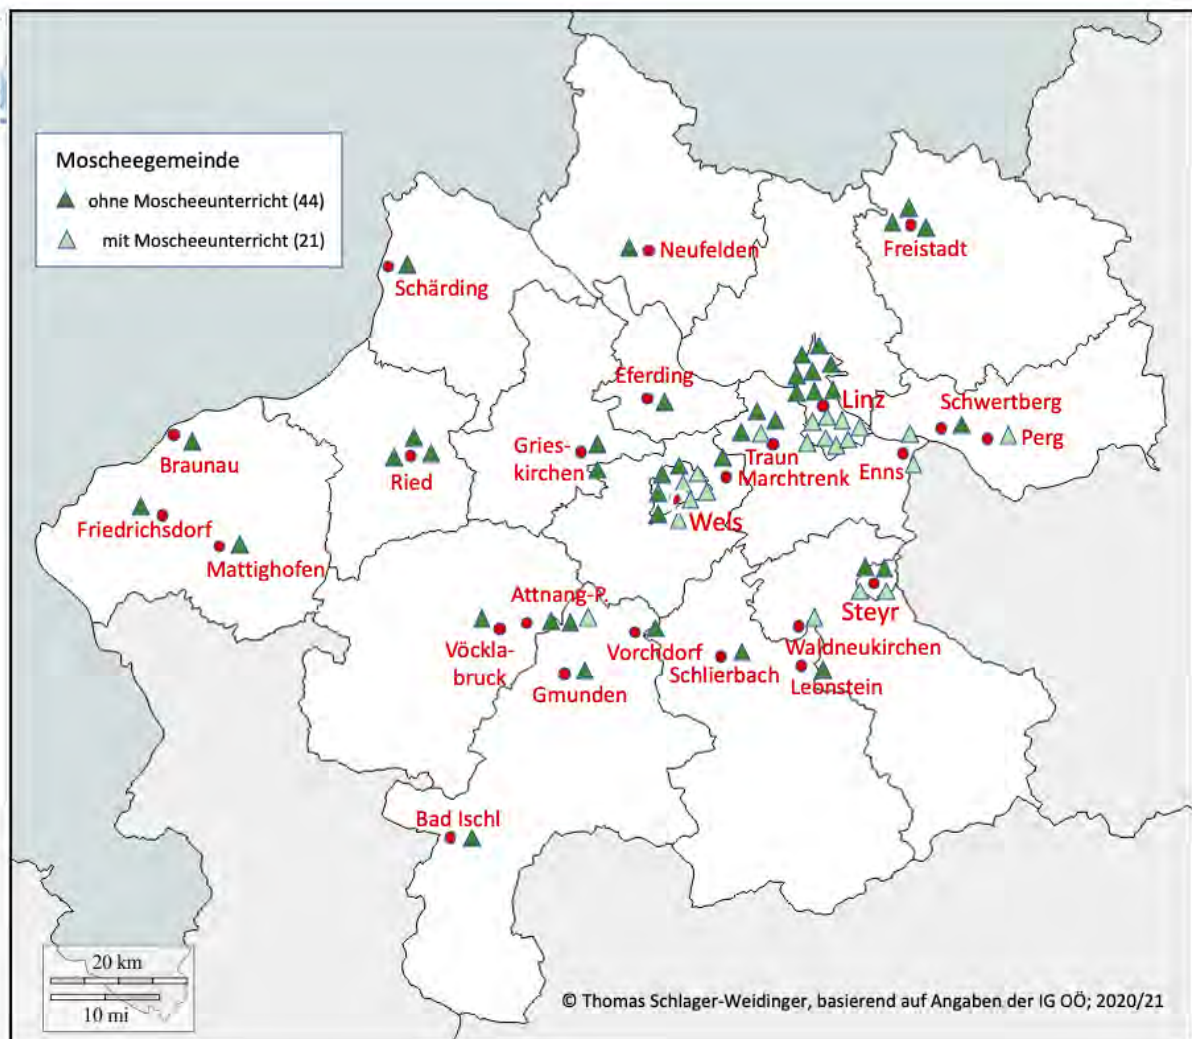 Moscheegemeinde
ohne Moscheeunterricht (44)
mit Moscheeunterricht (21)
Neufelden
Freistadt
Schärding
Eferding
Linz
Schwertberg
Perg
Braunau
Ried
Gries-
kirchen
Traun
Marchtrenk
Enns
Wels
Friedrichsdorf
Mattighofen
Attnang-P.
Steyr
Vöckla-
bruck
Vorchdorf
Waldneukirchen
Schlierbach
Gmunden
Leonstein
Bad Ischl
20 km
10 mi
© Thomas Schlager-Weidinger, basierend auf Angaben der IG OÖ; 2020/21